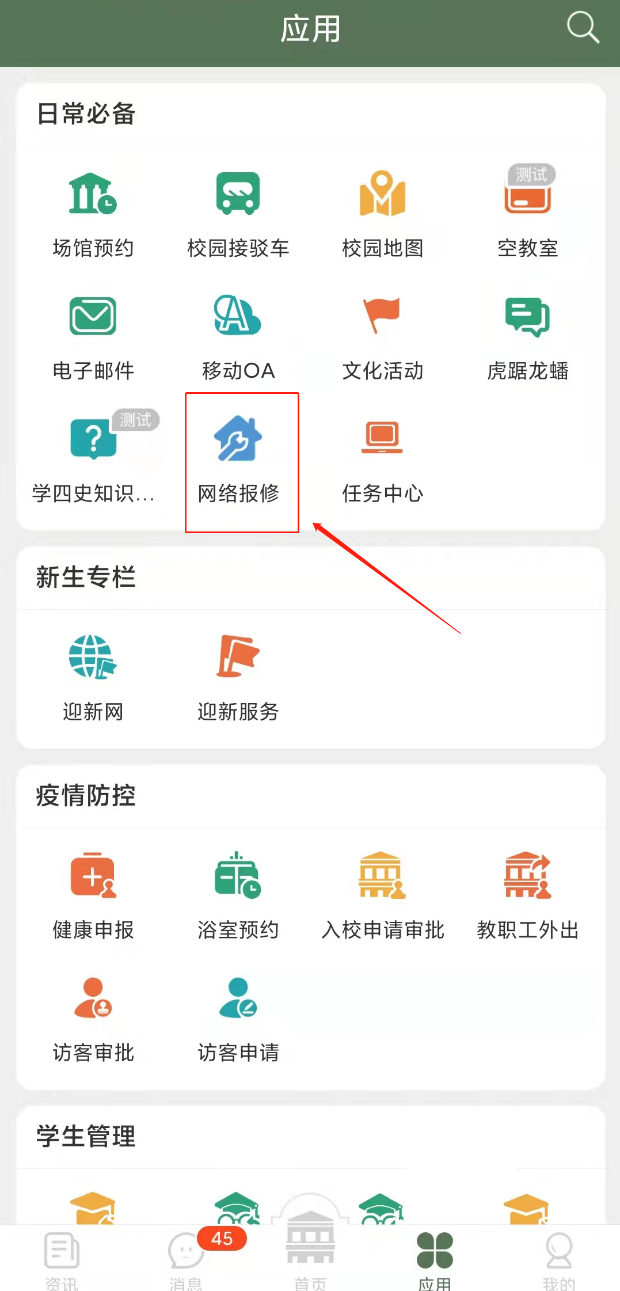 应用
日常必备
测试
场馆预约 校园接驳车 校园地图 空教室
电子邮件 移动OA 文化活动 虎踞龙蟠
测试
学四史知识... 网络报修 任务中心
新生专栏
迎新网 迎新服务
疫情防控
健康申报 浴室预约 入校申请审批 教职工外出
访客审批 访客申请
学生管理
45
资讯 消息 首页 应用 我的